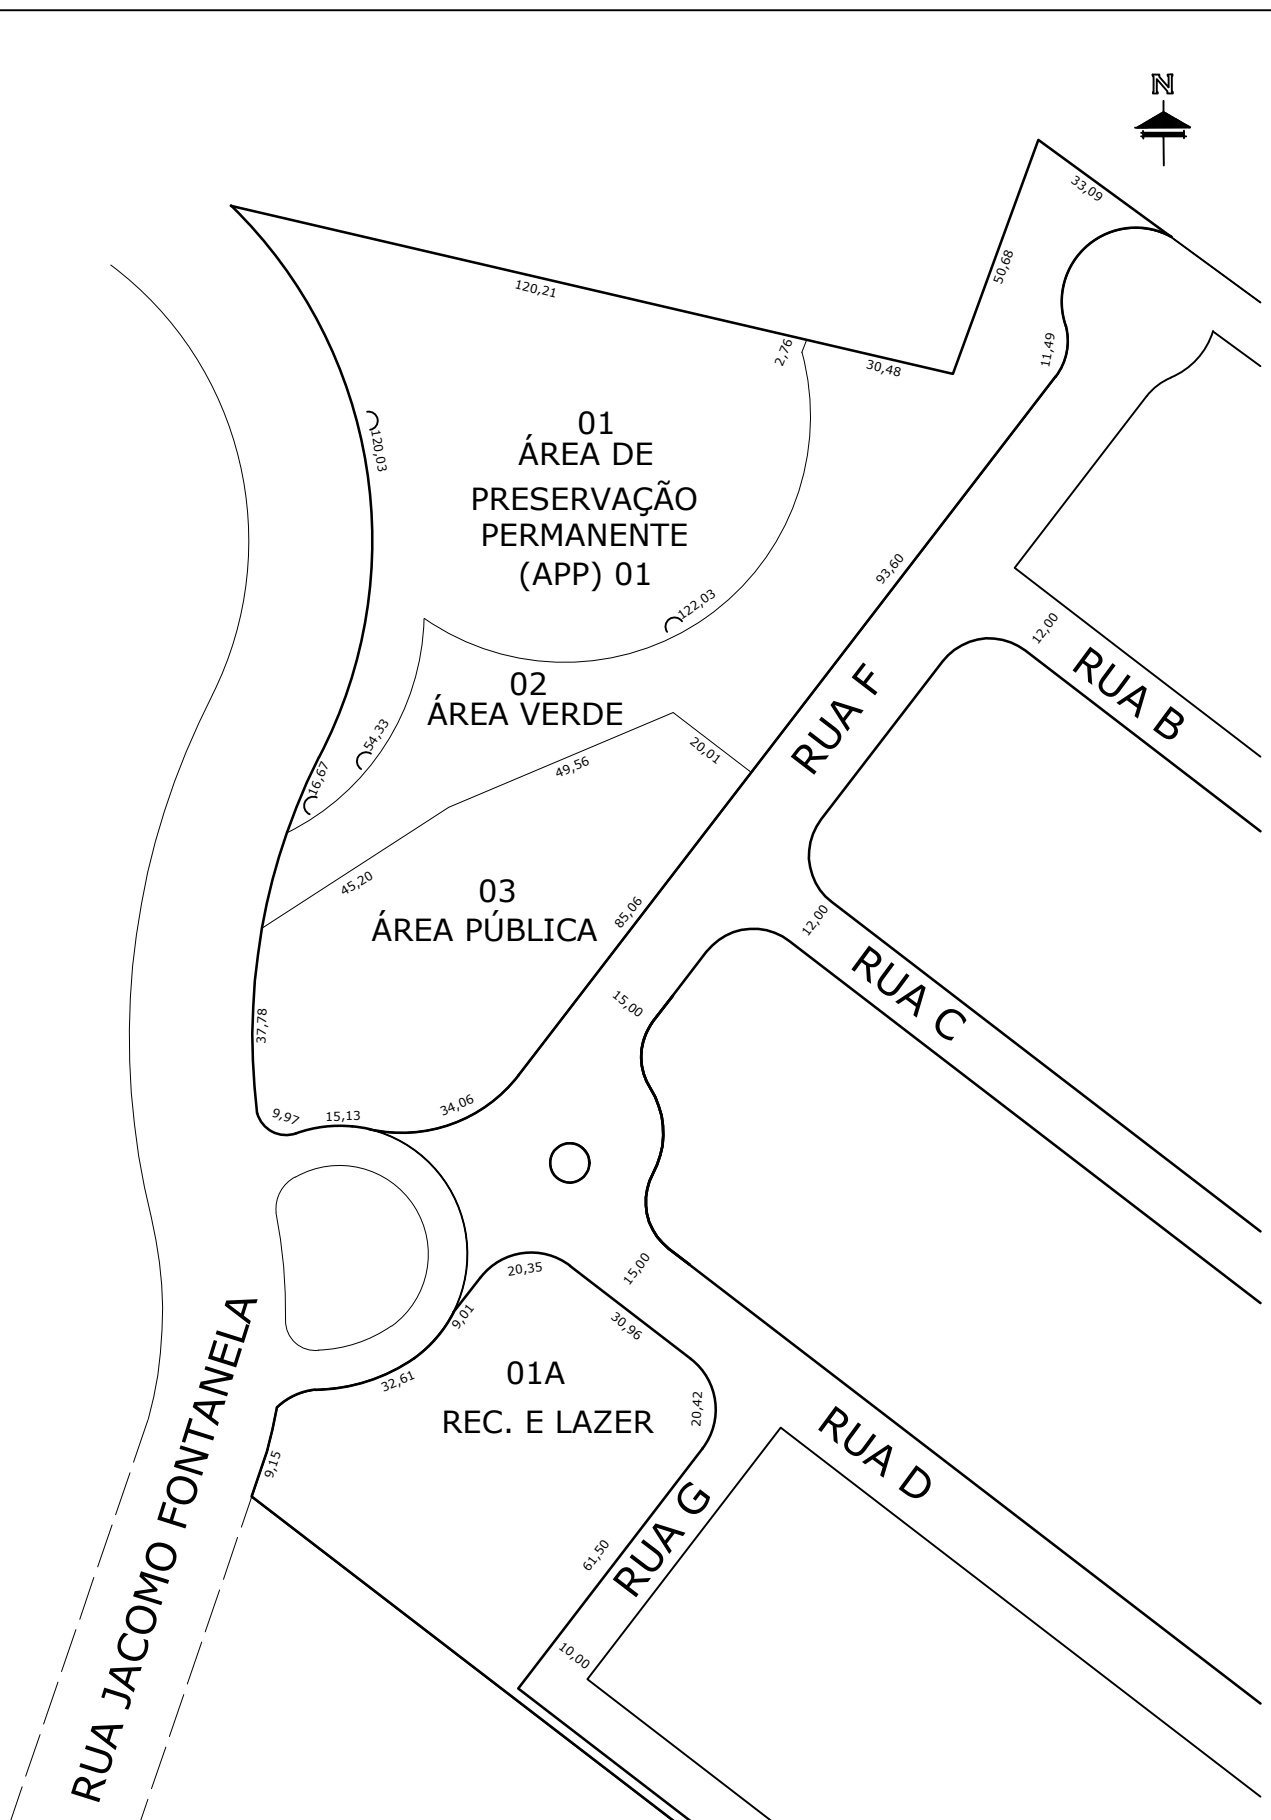 N
33,09
50,68
120,21
2,76
30,48
11,49
01
ÁREA DE
PRESERVAÇÃO
PERMANENTE
(APP) 01
120,03
93,60
122,03
12,00
RUA B
02
ÁREA VERDE
RUA F
54,33
20,01
49,56
16,67
45,20
03
ÁREA PÚBLICA
85,06
12,00
RUA C
15,00
37,78
9,97
15,13
34,06
20,35
15,00
9,01
30,96
01A
REC. E LAZER
32,61
20,42
RUA D
9,15
RUA JACOMO FONTANELA
RUA G
61,50
10,00